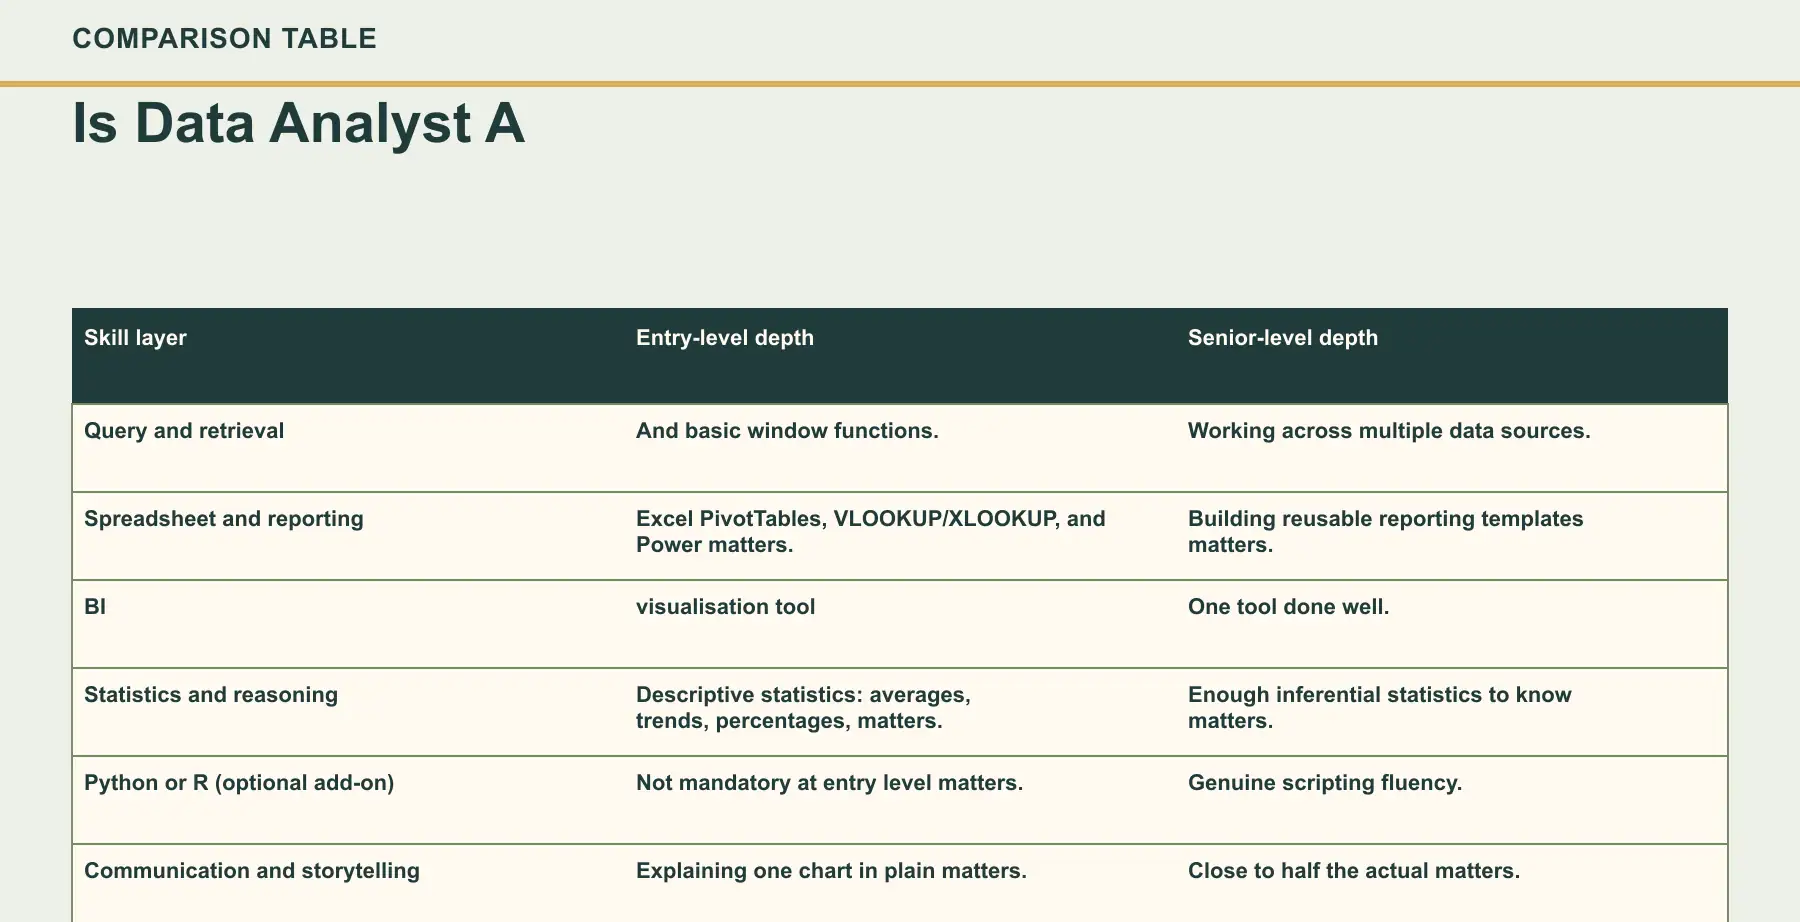 COMPARISON TABLE
Is Data Analyst A
Skill layer
Entry-level depth
Senior-level depth
Query and retrieval
And basic window functions.
Working across multiple data sources.
Spreadsheet and reporting
Excel PivotTables, VLOOKUP/XLOOKUP, and
Power matters.
Building reusable reporting templates
matters.
BI
visualisation tool
One tool done well.
Statistics and reasoning
Descriptive statistics: averages,
trends, percentages, matters.
Enough inferential statistics to know
matters.
Python or R (optional add-on)
Not mandatory at entry level matters.
Genuine scripting fluency.
Communication and storytelling
Explaining one chart in plain matters.
Close to half the actual matters.